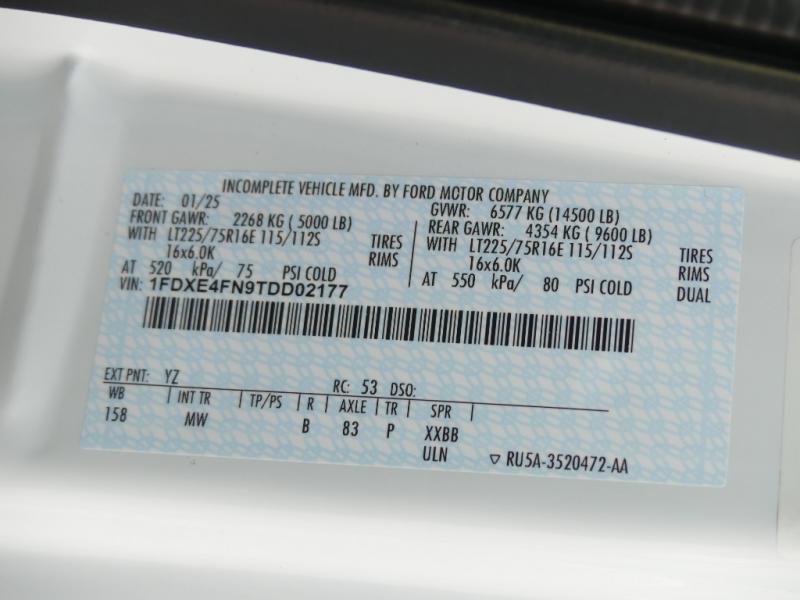 INCOMPLETE VEHICLE MFD. BY FORD MOTOR COMPANY
DATE: 01/25 GVWR: 6577 KG (14500 LB)
FRONT GAWR: 2268 KG ( 5000 LB) REAR GAWR: 4354 KG ( 9600 LB)
WITH LT225/75R16E 115/112S TIRES WITH LT225/75R16E 115/112S TIRES
16x6.0K RIMS 16x6.0K RIMS
AT 520 kPa/ 75 PSI COLD AT 550 kPa/ 80 PSI COLD DUAL
VIN: 1FDXE4FN9TDD02177
EXT PNT: YZ RC: 53 DSO:
WB INT TR TP/PS R AXLE TR SPR
158 MW B 83 P XXBB
ULN ▽ RU5A-3520472-AA